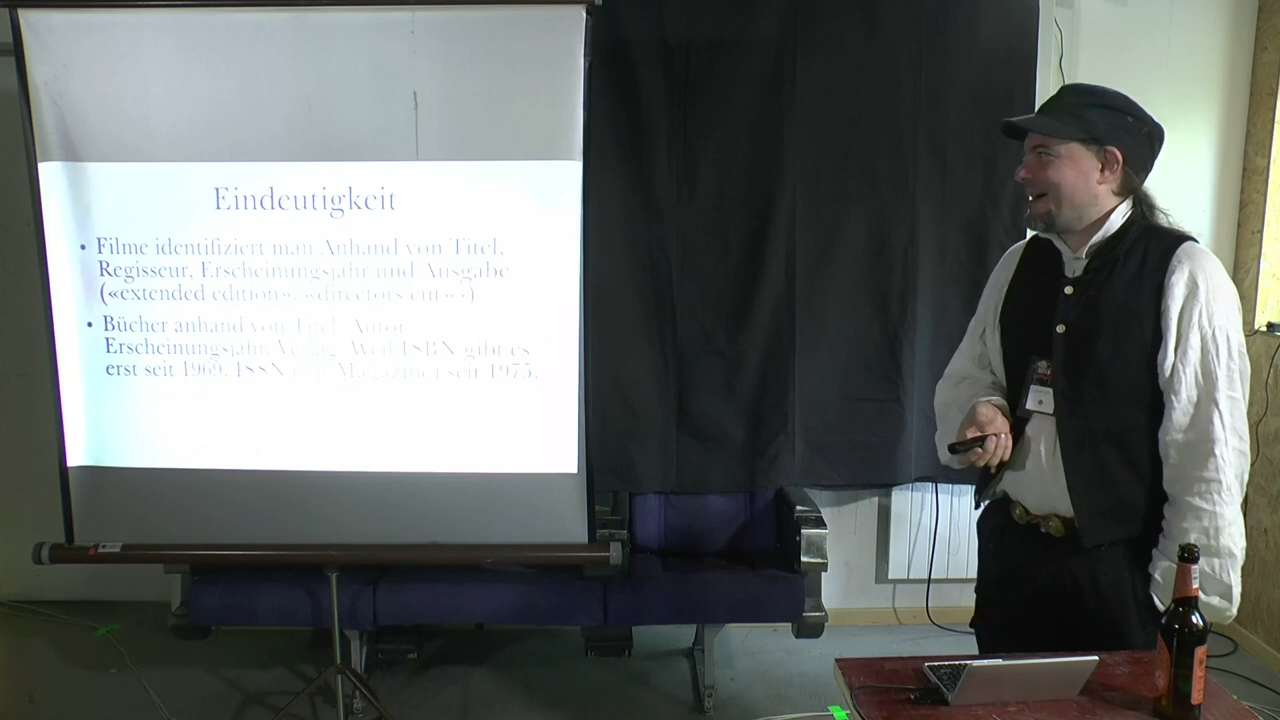 Eindeutigkeit
• Filme identifiziert man Anhand von Titel,
Regisseur, Erscheinungsjahr und Ausgabe
(«extended edition», «directors cut»›)
• Bücher anhand von Titel, Autor,
Erscheinungsjahr, Verlag. Weil ISBN gibt es
erst seit 1969. ISSN Magazine seit 1975.